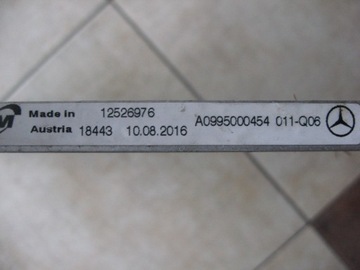 Made in 12526976 A0995000454 011-Q06
Austria 18443 10.08.2016